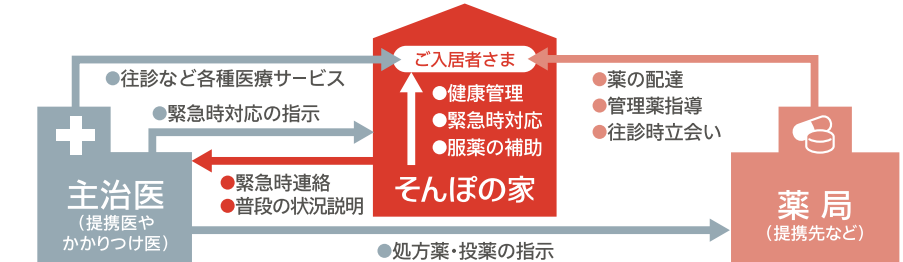 ご入居者さま
●往診など各種医療サービス
●緊急時対応の指示
●健康管理
●緊急時対応
●服薬の補助
●薬の配達
●管理薬指導
●往診時立会い
そんぽの家
●緊急時連絡
●普段の状況説明
主治医
（提携医や
かかりつけ医）
薬局
（提携先など）
●処方薬・投薬の指示